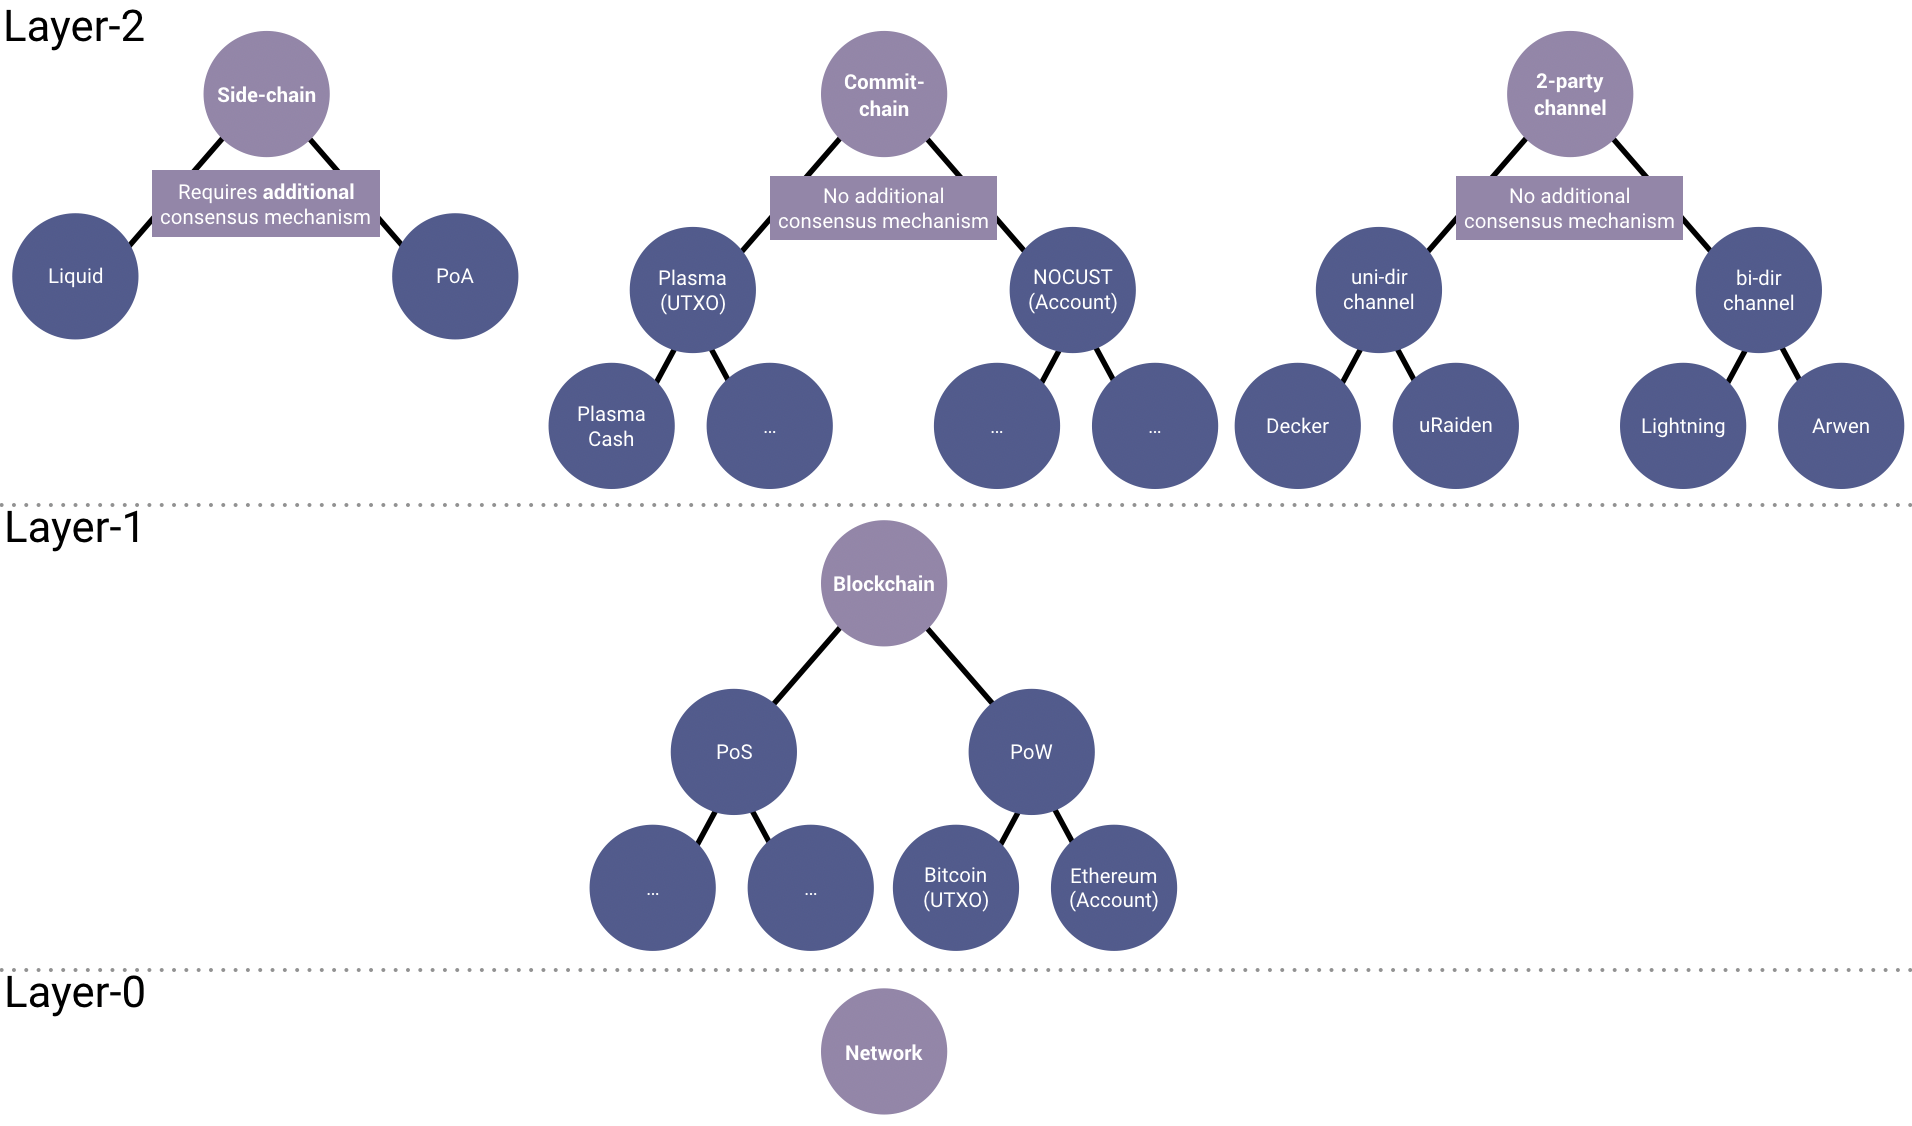 Layer-2
Side-chain
Requires additional
consensus mechanism
Liquid
PoA
Commit-
chain
No additional
consensus mechanism
Plasma
(UTXO)
NOCUST
(Account)
Plasma
Cash
...
...
...
2-party
channel
No additional
consensus mechanism
uni-dir
channel
bi-dir
channel
Decker
uRaiden
Lightning
Arwen
Layer-1
Blockchain
PoS
PoW
...
...
Bitcoin
(UTXO)
Ethereum
(Account)
Layer-0
Network